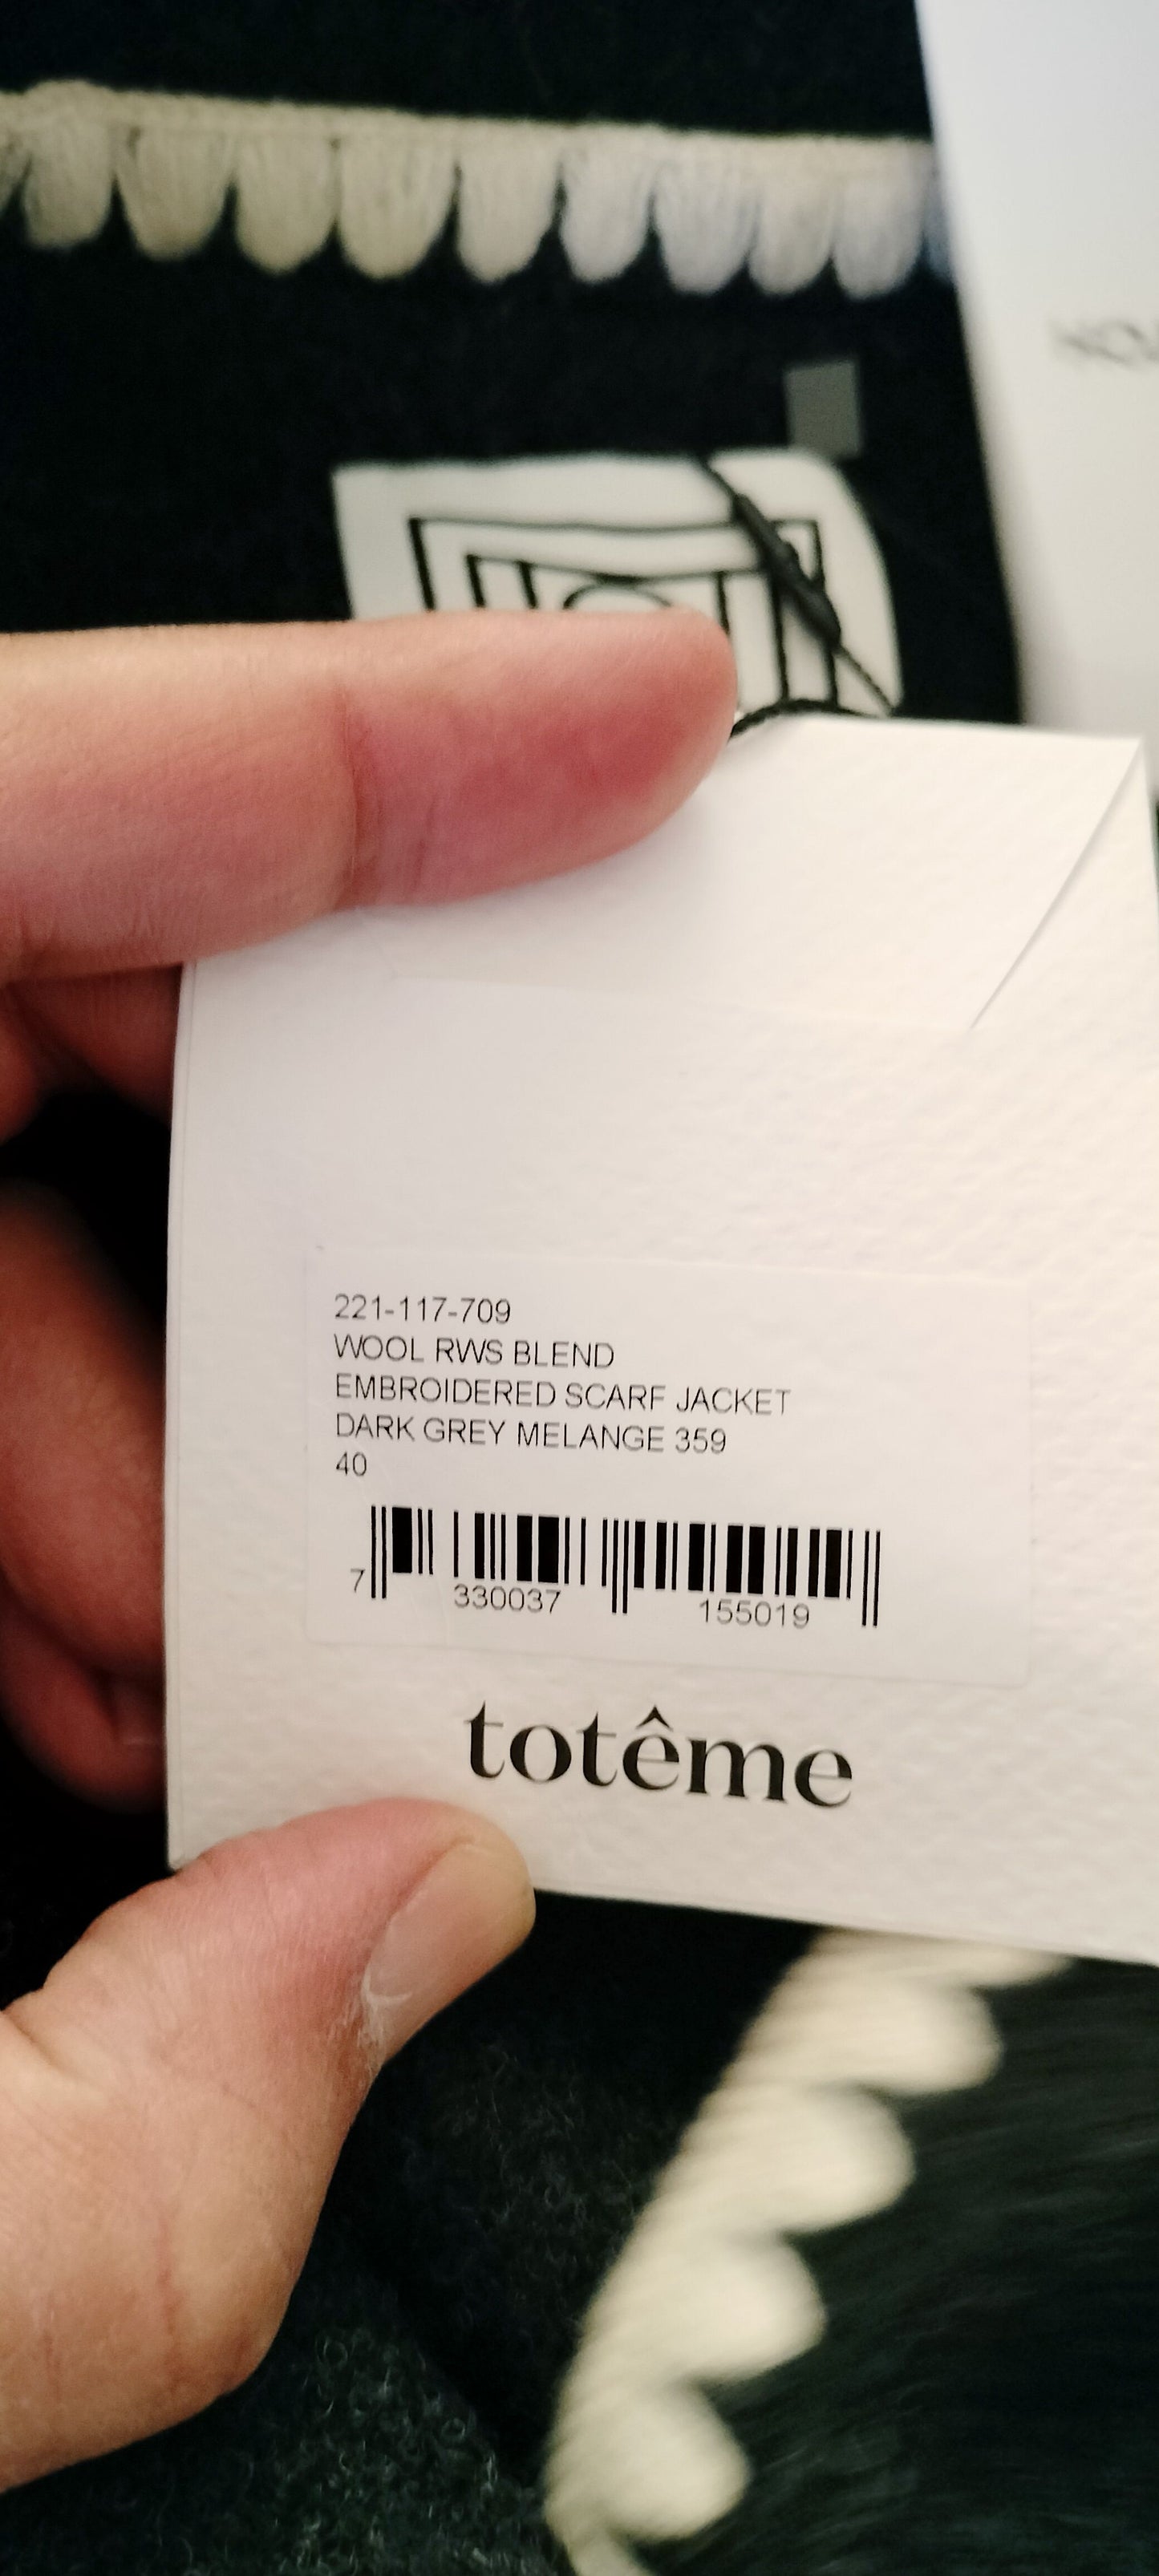 221-117-709
WOOL RWS BLEND
EMBROIDERED SCARF JACKET
DARK GREY MELANGE 359
40
7 330037 155019
totême